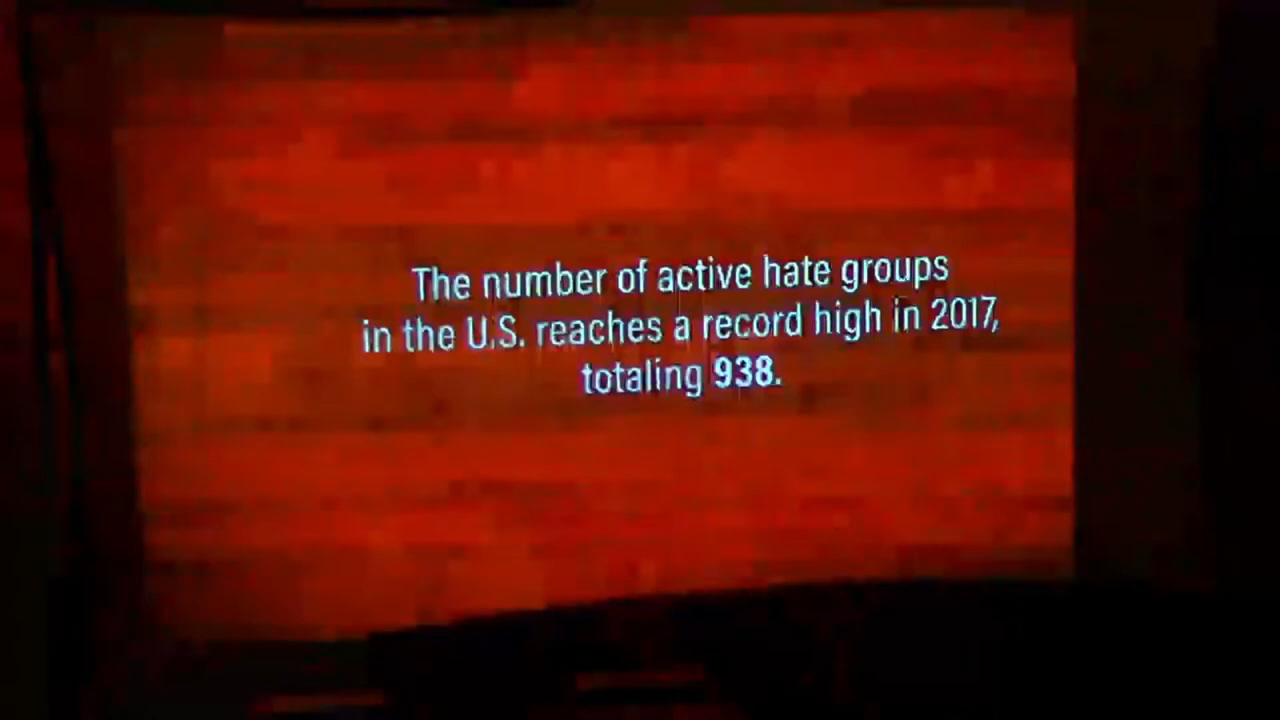 The number of active hate groups
in the U.S. reaches a record high in 2017,
totaling 938.